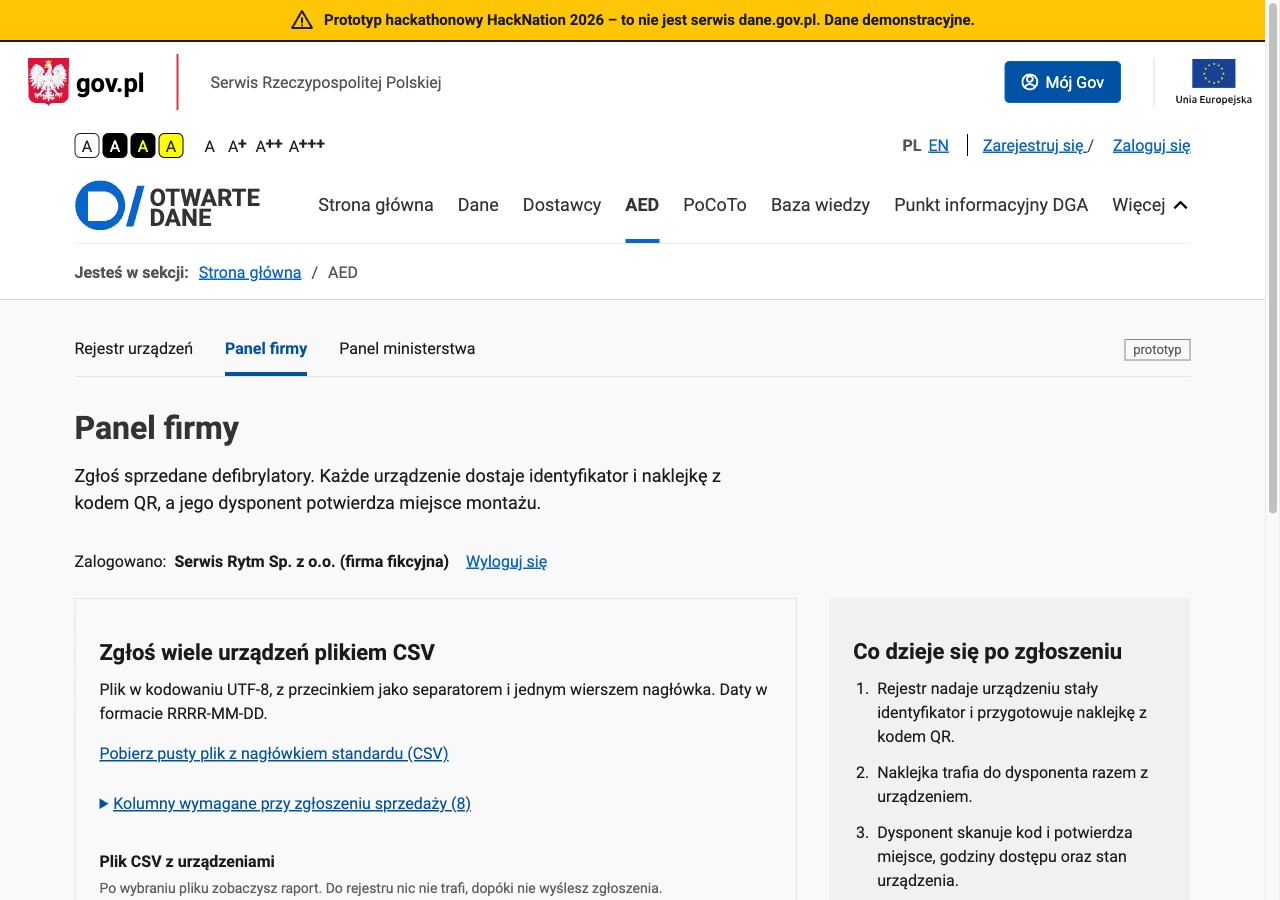 Prototyp hackathonowy HackNation 2026 – to nie jest serwis dane.gov.pl. Dane demonstracyjne.
gov.pl
Serwis Rzeczypospolitej Polskiej
Mój Gov
Unia Europejska
A A A A A A+ A++ A+++
PL EN Zarejestruj się / Zaloguj się
OTWARTE
DANE
Strona główna Dane Dostawcy AED PoCoTo Baza wiedzy Punkt informacyjny DGA Więcej
Jesteś w sekcji: Strona główna / AED
Rejestr urządzeń Panel firmy Panel ministerstwa
prototyp
Panel firmy
Zgłoś sprzedane defibrylatory. Każde urządzenie dostaje identyfikator i naklejkę z
kodem QR, a jego dysponent potwierdza miejsce montażu.
Zalogowano: Serwis Rytm Sp. z o.o. (firma fikcyjna) Wyloguj się
Zgłoś wiele urządzeń plikiem CSV
Plik w kodowaniu UTF-8, z przecinkiem jako separatorem i jednym wierszem nagłówka. Daty w
formacie RRRR-MM-DD.
Pobierz pusty plik z nagłówkiem standardu (CSV)
Kolumny wymagane przy zgłoszeniu sprzedaży (8)
Plik CSV z urządzeniami
Po wybraniu pliku zobaczysz raport. Do rejestru nic nie trafi, dopóki nie wyślesz zgłoszenia.
Co dzieje się po zgłoszeniu
1. Rejestr nadaje urządzeniu stały
identyfikator i przygotowuje naklejkę z
kodem QR.
2. Naklejka trafia do dysponenta razem z
urządzeniem.
3. Dysponent skanuje kod i potwierdza
miejsce, godziny dostępu oraz stan
urządzenia.